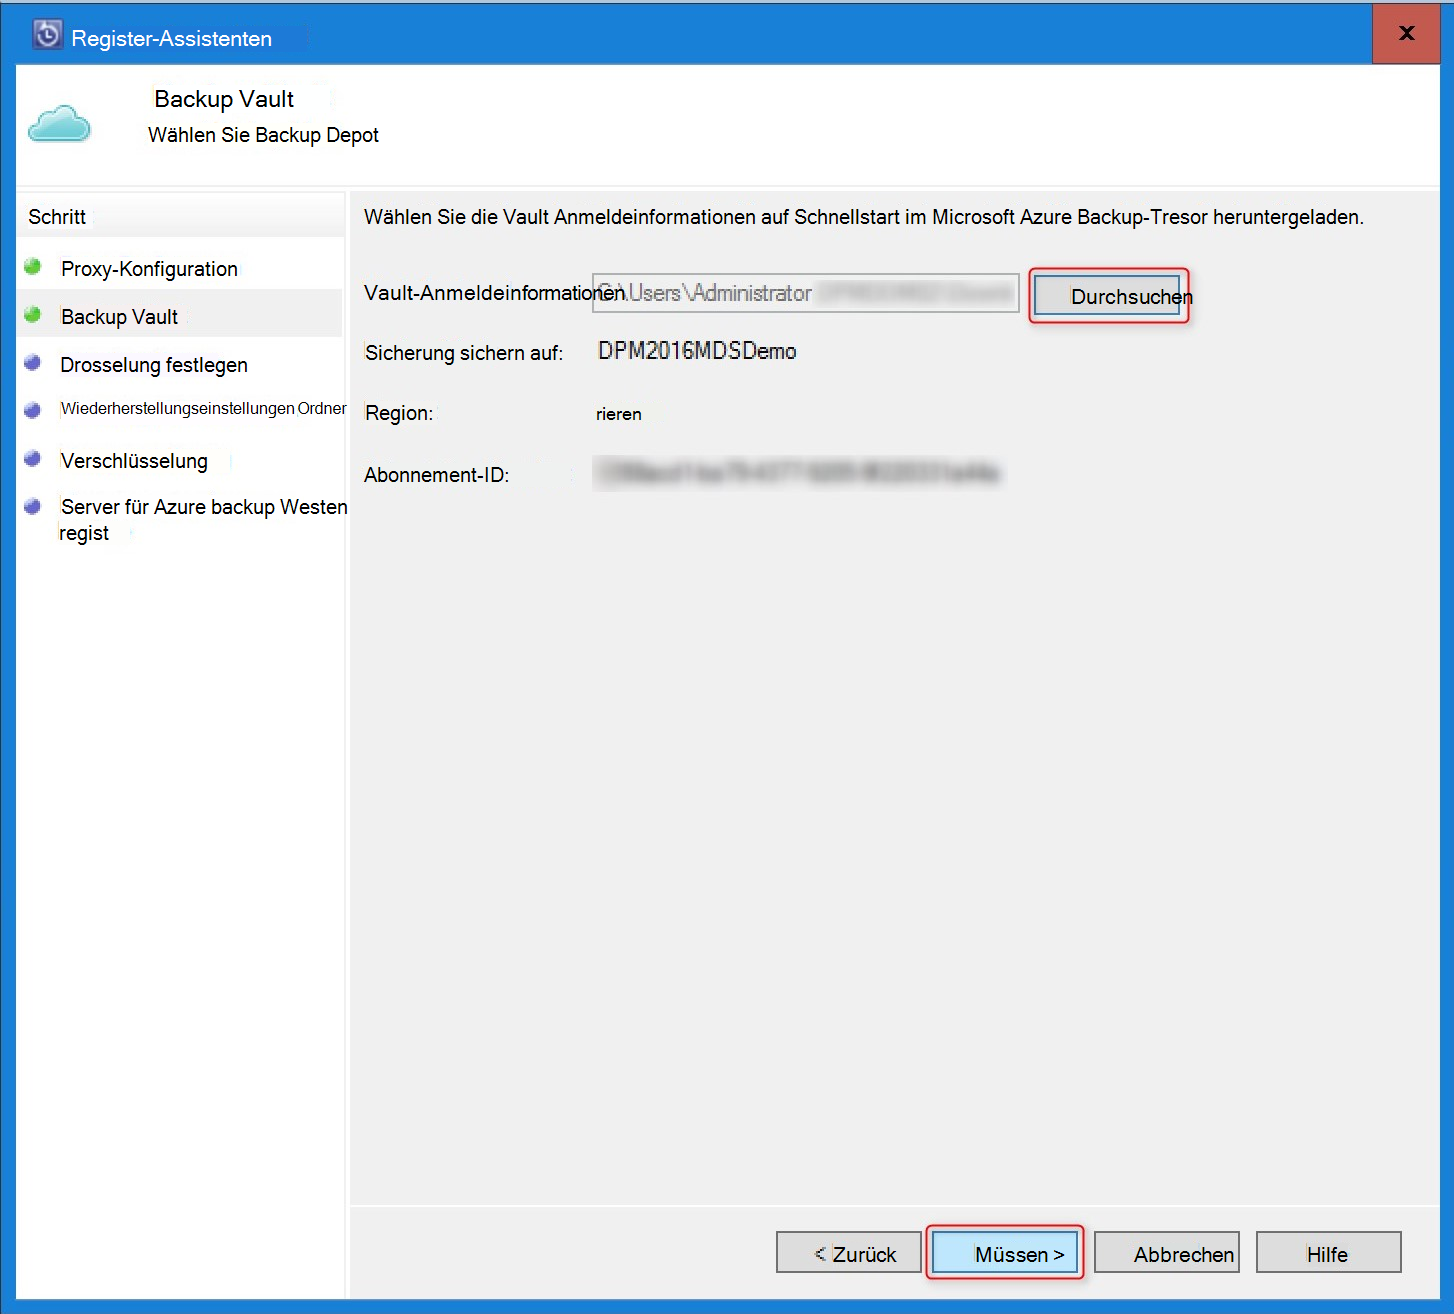 Register-Assistenten
x
Backup Vault
Wählen Sie Backup Depot
Schritt
Proxy-Konfiguration
Backup Vault
Drosselung festlegen
Wiederherstellungseinstellungen Ordner
Verschlüsselung
Server für Azure backup Westen
regist
Wählen Sie die Vault Anmeldeinformationen auf Schnellstart im Microsoft Azure Backup-Tresor heruntergeladen.
Vault-Anmeldeinformationen C:\Users\Administrator
Durchsuchen
Sicherung sichern auf: DPM2016MDSDemo
Region: rieren
Abonnement-ID:
< Zurück
Müssen >
Abbrechen
Hilfe